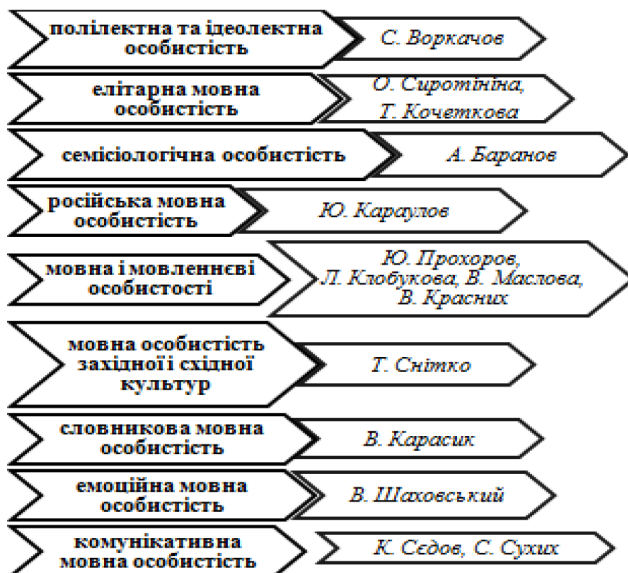 полілектна та ідеолектна
особистість
С. Воркачов
елітарна мовна
особистість
О. Сиротініна,
Т. Кочеткова
семісіологічна особистість
А. Баранов
російська мовна
особистість
Ю. Караулов
мовна і мовленнєві
особистості
Ю. Прохоров,
Л. Клобукова, В. Маслова,
В. Красних
мовна особистість
західної і східної
культур
Т. Снітко
словникова мовна
особистість
В. Карасик
емоційна мовна
особистість
В. Шаховський
комунікативна
мовна особистість
К. Сєдов, С. Сухих